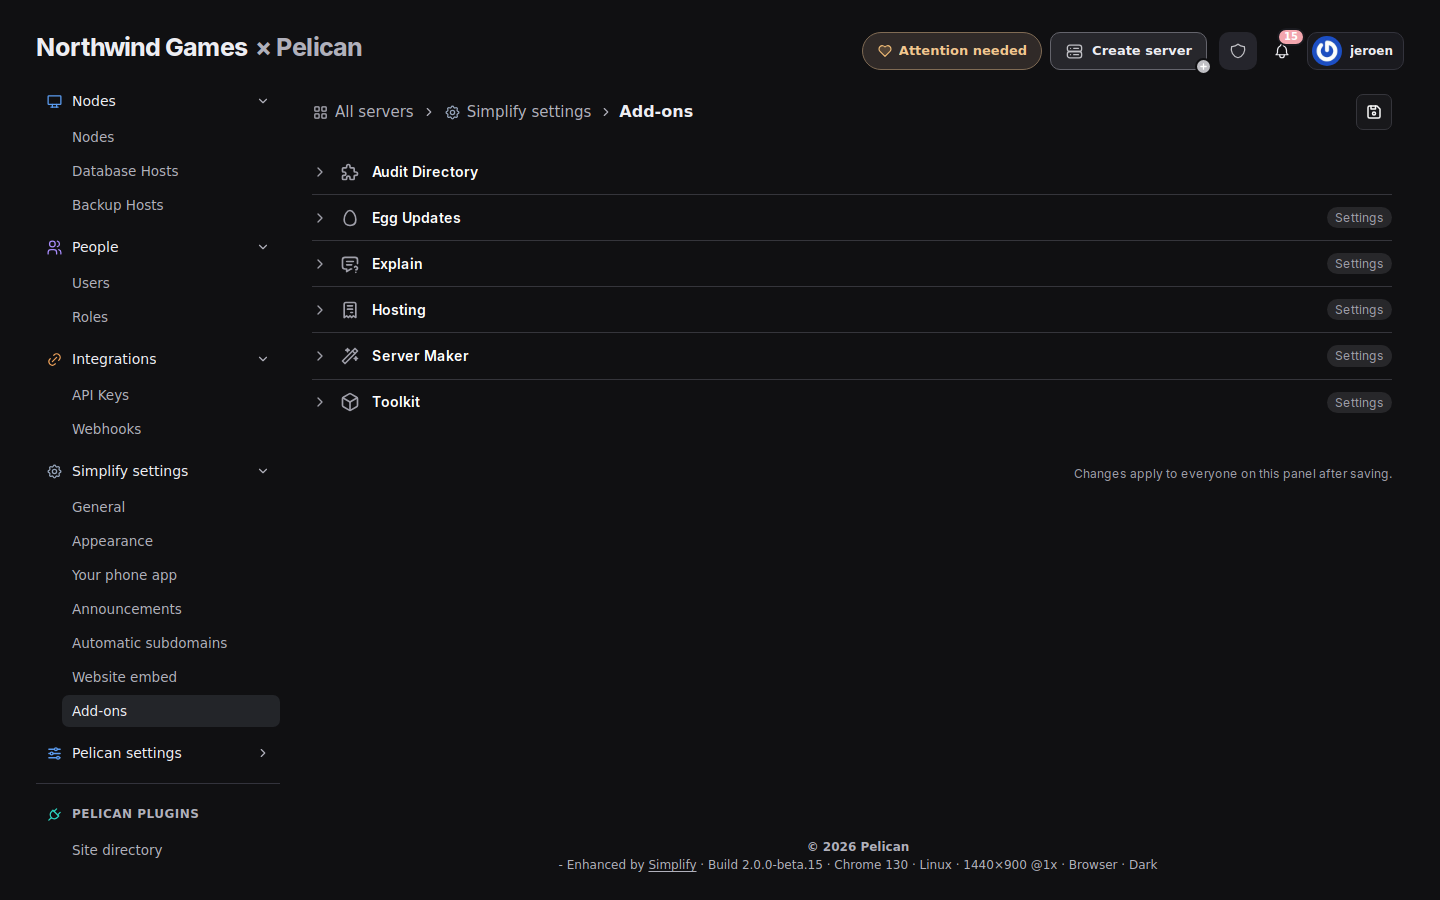 Northwind Games × Pelican
Attention needed
Create server
15
jeroen
Nodes
Nodes
Database Hosts
Backup Hosts
People
Users
Roles
Integrations
API Keys
Webhooks
Simplify settings
General
Appearance
Your phone app
Announcements
Automatic subdomains
Website embed
Add-ons
Pelican settings
PELICAN PLUGINS
Site directory
All servers > Simplify settings > Add-ons
Audit Directory
Egg Updates Settings
Explain Settings
Hosting Settings
Server Maker Settings
Toolkit Settings
Changes apply to everyone on this panel after saving.
© 2026 Pelican
- Enhanced by Simplify · Build 2.0.0-beta.15 · Chrome 130 · Linux · 1440×900 @1x · Browser · Dark